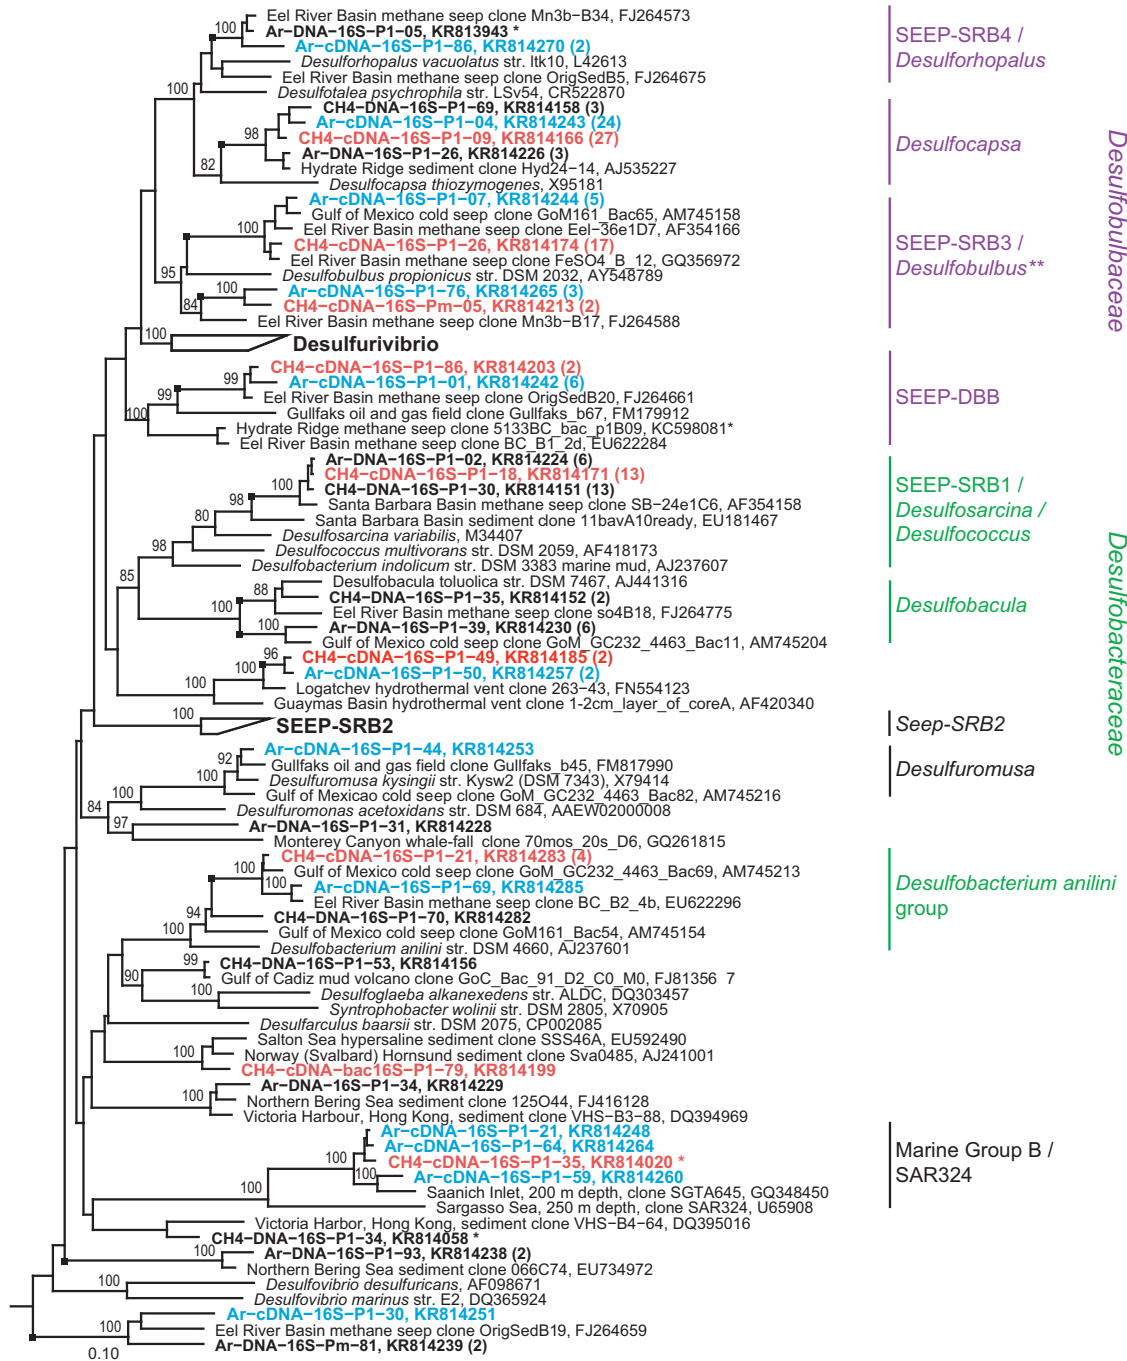 Eel River Basin methane seep clone Mn3b-B34, FJ264573
100
Ar-DNA-16S-P1-05, KR813943 *
Ar-cDNA-16S-P1-86, KR814270 (2)
Desulforhopalus vacuolatus str. ltk10, L42613
Eel River Basin methane seep clone OrigSedB5, FJ264675
100
Desulfotalea psychrophila str. LSv54, CR522870
SEEP-SRB4 /
Desulforhopalus
CH4-DNA-16S-P1-69, KR814158 (3)
Ar-cDNA-16S-P1-04, KR814243 (24)
98
CH4-cDNA-16S-P1-09, KR814166 (27)
Ar-DNA-16S-P1-26, KR814226 (3)
82
Hydrate Ridge sediment clone Hyd24-14, AJ535227
Desulfocapsa thiozymogenes, X95181
Desulfocapsa
Ar-cDNA-16S-P1-07, KR814244 (5)
Gulf of Mexico cold seep clone GoM161_Bac65, AM745158
100
Eel River Basin methane seep clone Eel-36e1D7, AF354166
CH4-cDNA-16S-P1-26, KR814174 (17)
Eel River Basin methane seep clone FeSO4_B_12, GQ356972
95
Desulfobulbus propionicus str. DSM 2032, AY548789
Ar-cDNA-16S-P1-76, KR814265 (3)
84
CH4-cDNA-16S-Pm-05, KR814213 (2)
Eel River Basin methane seep clone Mn3b-B17, FJ264588
SEEP-SRB3 /
Desulfobulbus**
Desulfobulbaceae
100
Desulfurivibrio
CH4-cDNA-16S-P1-86, KR814203 (2)
99
Ar-cDNA-16S-P1-01, KR814242 (6)
99
Eel River Basin methane seep clone OrigSedB20, FJ264661
100
Gullfaks oil and gas field clone Gullfaks_b67, FM179912
Hydrate Ridge methane seep clone 5133BC_bac_p1B09, KC598081*
Eel River Basin methane seep clone BC_B1_2d, EU622284
SEEP-DBB
Ar-DNA-16S-P1-02, KR814224 (6)
CH4-cDNA-16S-P1-18, KR814171 (13)
CH4-DNA-16S-P1-30, KR814151 (13)
98
Santa Barbara Basin methane seep clone SB-24e1C6, AF354158
80
Santa Barbara Basin sediment clone 11bavA10ready, EU181467
Desulfosarcina variabilis, M34407
98
Desulfococcus multivorans str. DSM 2059, AF418173
Desulfobacterium indolicum str. DSM 3383 marine mud, AJ237607
SEEP-SRB1 /
Desulfosarcina /
Desulfococcus
85
Desulfobacula toluolica str. DSM 7467, AJ441316
88
CH4-DNA-16S-P1-35, KR814152 (2)
100
Eel River Basin methane seep clone so4B18, FJ264775
100
Ar-DNA-16S-P1-39, KR814230 (6)
Gulf of Mexico cold seep clone GoM_GC232_4463_Bac11, AM745204
Desulfobacula
Desulfobacteraceae
96
CH4-cDNA-16S-P1-49, KR814185 (2)
100
Ar-cDNA-16S-P1-50, KR814257 (2)
100
Logatchev hydrothermal vent clone 263-43, FN554123
Guaymas Basin hydrothermal vent clone 1-2cm_layer_of_coreA, AF420340
100
SEEP-SRB2
Seep-SRB2
Ar-cDNA-16S-P1-44, KR814253
92
Gullfaks oil and gas field clone Gullfaks_b45, FM817990
100
Desulfuromusa kysingii str. Kysw2 (DSM 7343), X79414
Gulf of Mexicao cold seep clone GoM_GC232_4463_Bac82, AM745216
Desulfuromusa
100
84
Desulfuromonas acetoxidans str. DSM 684, AAEW02000008
97
Ar-DNA-16S-P1-31, KR814228
Monterey Canyon whale-fall clone 70mos_20s_D6, GQ261815
CH4-cDNA-16S-P1-21, KR814283 (4)
100
Gulf of Mexico cold seep clone GoM_GC232_4463_Bac69, AM745213
100
Ar-cDNA-16S-P1-69, KR814285
Eel River Basin methane seep clone BC_B2_4b, EU622296
94
CH4-DNA-16S-P1-70, KR814282
Gulf of Mexico cold seep clone GoM161_Bac54, AM745154
100
Desulfobacterium anilini str. DSM 4660, AJ237601
Desulfobacterium anilini
group
99
CH4-DNA-16S-P1-53, KR814156
90
Gulf of Cadiz mud volcano clone GoC_Bac_91_D2_C0_M0, FJ81356 7
100
Desulfoglaeba alkanexedens str. ALDC, DQ303457
Syntrophobacter wolinii str. DSM 2805, X70905
Desulfarculus baarsii str. DSM 2075, CP002085
Salton Sea hypersaline sediment clone SSS46A, EU592490
100
Norway (Svalbard) Hornsund sediment clone Sva0485, AJ241001
CH4-cDNA-bac16S-P1-79, KR814199
Ar-DNA-16S-P1-34, KR814229
100
Northern Bering Sea sediment clone 125O44, FJ416128
Victoria Harbour, Hong Kong, sediment clone VHS-B3-88, DQ394969
Ar-cDNA-16S-P1-21, KR814248
Ar-cDNA-16S-P1-64, KR814264
100
CH4-cDNA-16S-P1-35, KR814020 *
100
Ar-cDNA-16S-P1-59, KR814260
100
Saanich Inlet, 200 m depth, clone SGTA645, GQ348450
Sargasso Sea, 250 m depth, clone SAR324, U65908
Marine Group B /
SAR324
Victoria Harbor, Hong Kong, sediment clone VHS-B4-64, DQ395016
CH4-DNA-16S-P1-34, KR814058 *
100
Ar-DNA-16S-P1-93, KR814238 (2)
Northern Bering Sea sediment clone 066C74, EU734972
100
Desulfovibrio desulfuricans, AF098671
Desulfovibrio marinus str. E2, DQ365924
Ar-cDNA-16S-P1-30, KR814251
100
Eel River Basin methane seep clone OrigSedB19, FJ264659
Ar-DNA-16S-Pm-81, KR814239 (2)
0.10